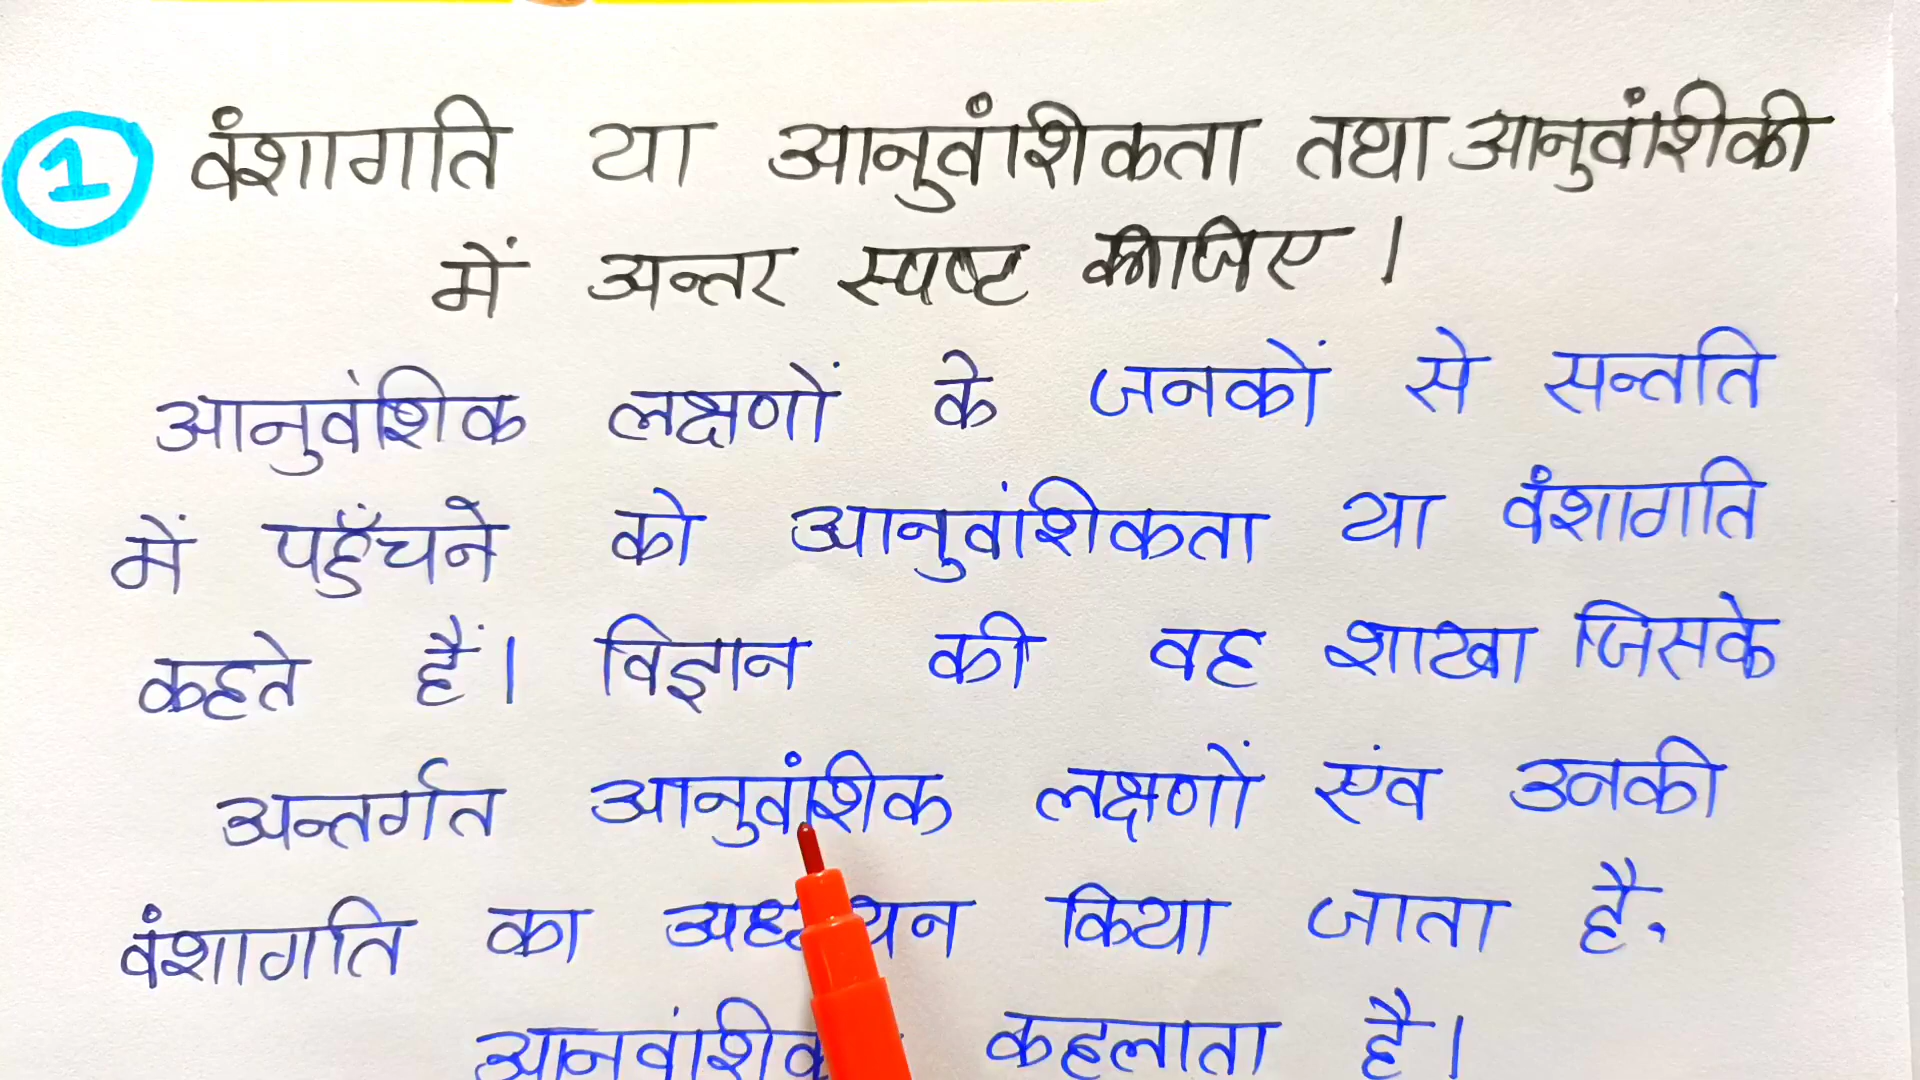 1 वंशागति या आनुवांशिकता तथा आनुवांशिकी
में अन्तर स्पष्ट कीजिए।
आनुवंशिक लक्षणों के जनकों से सन्तति
में पहुँचने को आनुवांशिकता या वंशागति
कहते हैं। विज्ञान की वह शाखा जिसके
अन्तर्गत आनुवांशिक लक्षणों एंव उनकी
वंशागति का अध्ययन किया जाता है.
कहलाता है।